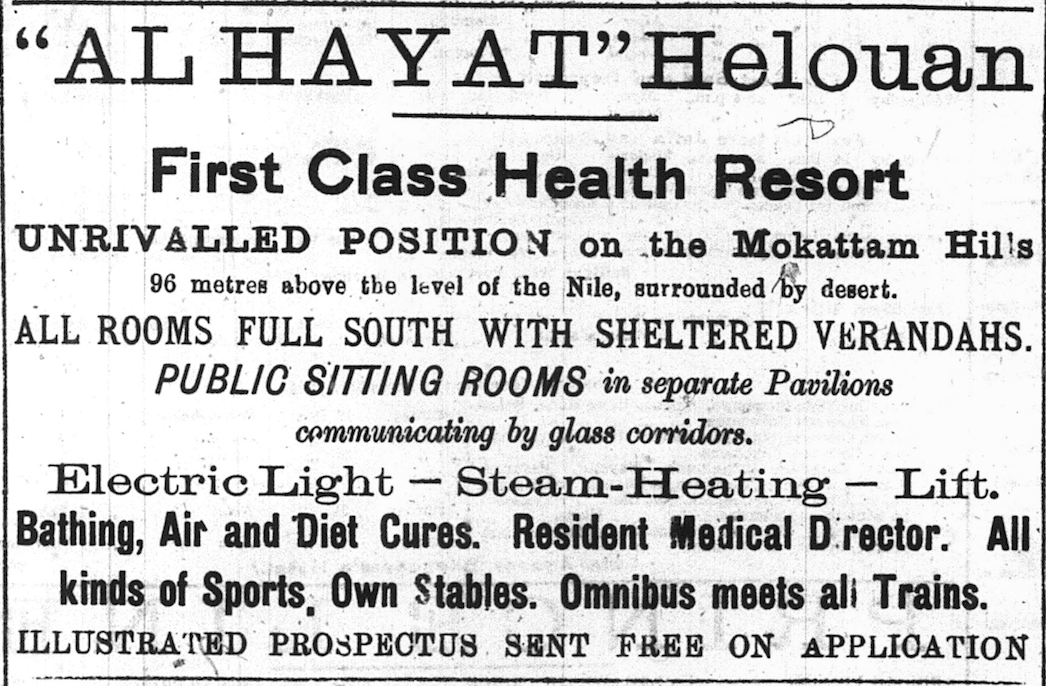 “AL HAYAT” Helouan
First Class Health Resort
UNRIVALLED POSITION on the Mokattam Hills
96 metres above the level of the Nile, surrounded by desert.
ALL ROOMS FULL SOUTH WITH SHELTERED VERANDAHS.
PUBLIC SITTING ROOMS in separate Pavilions
communicating by glass corridors.
Electric Light — Steam-Heating — Lift.
Bathing, Air and Diet Cures. Resident Medical Director. All
kinds of Sports. Own Stables. Omnibus meets all Trains.
ILLUSTRATED PROSPECTUS SENT FREE ON APPLICATION